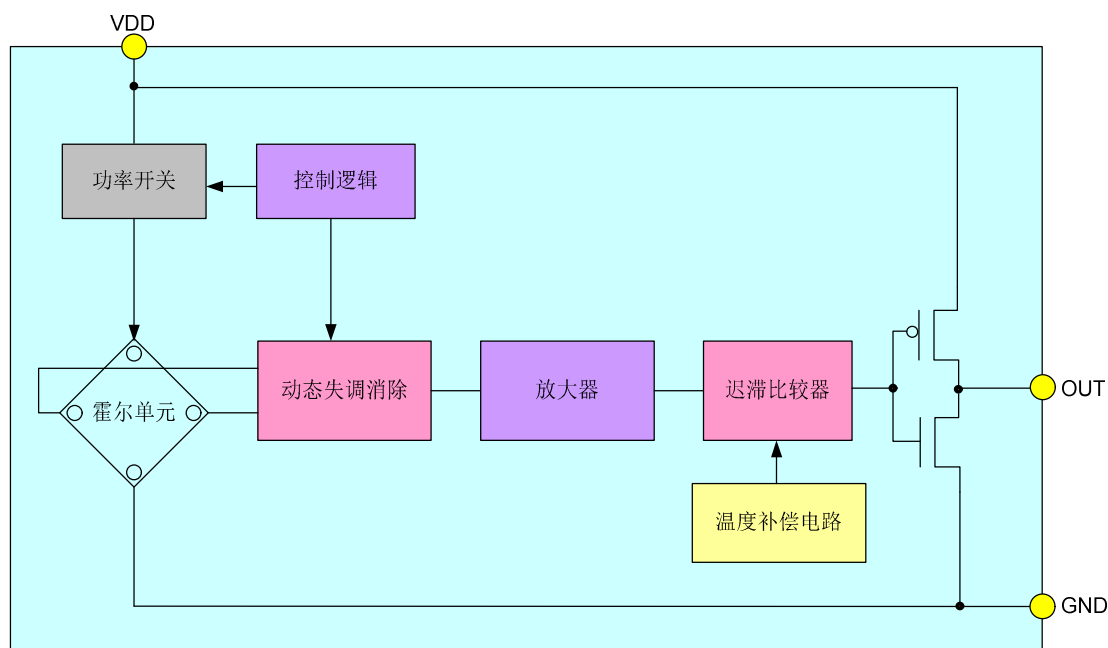 VDD
功率开关
控制逻辑
霍尔单元
动态失调消除
放大器
迟滞比较器
OUT
温度补偿电路
GND